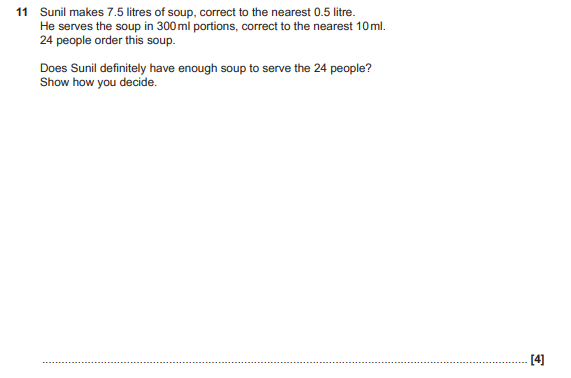 11 Sunil makes 7.5 litres of soup, correct to the nearest 0.5 litre.
He serves the soup in 300 ml portions, correct to the nearest 10 ml.
24 people order this soup.
Does Sunil definitely have enough soup to serve the 24 people?
Show how you decide.
[4]